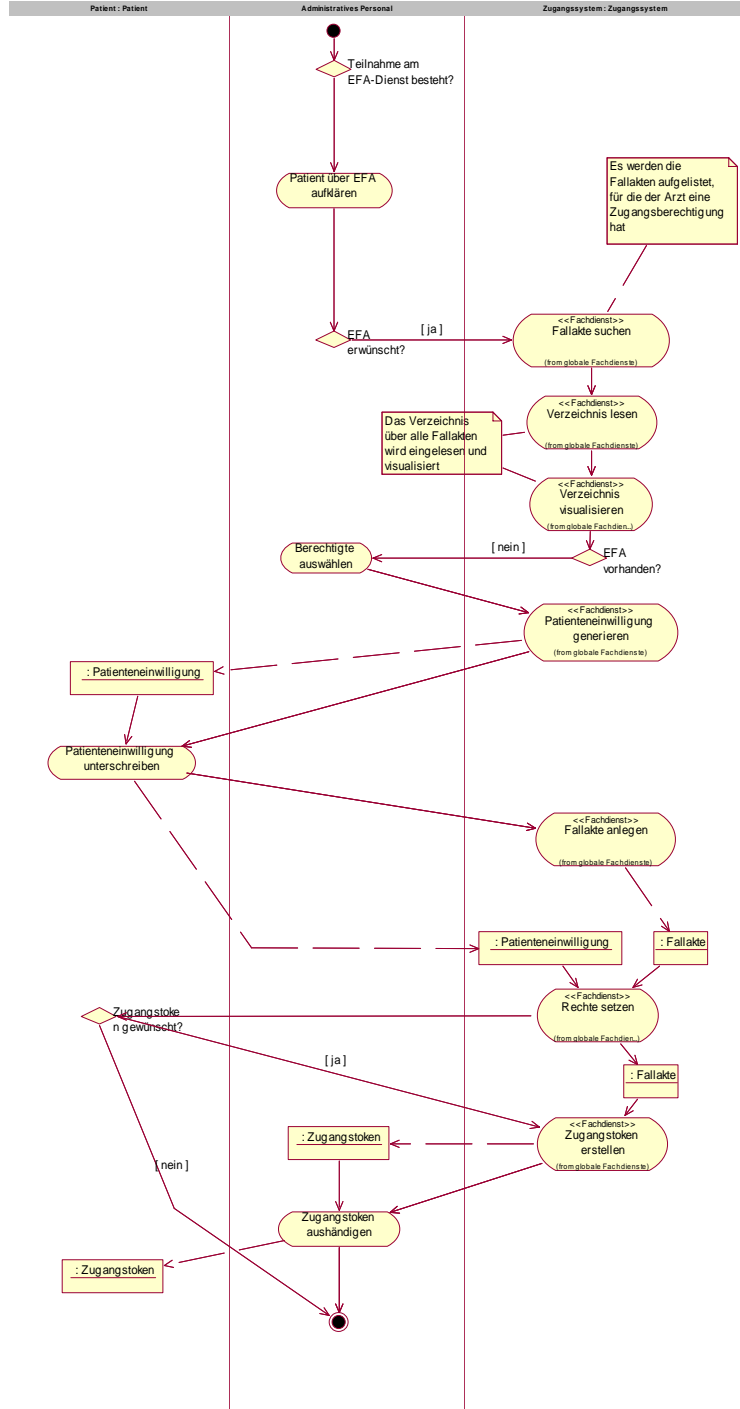 Patient : Patient
Administratives Personal
Zugangssystem : Zugangssystem
Teilnahme am
EFA-Dienst besteht?
Patient über EFA
aufklären
Es werden die
Fallakten aufgelistet,
für die der Arzt eine
Zugangsberechtigung
hat
EFA
erwünscht?
[ ja ]
<<Fachdienst>>
Fallakte suchen
(from globale Fachdienste)
<<Fachdienst>>
Verzeichnis lesen
(from globale Fachdienste)
Das Verzeichnis
über alle Fallakten
wird eingelesen und
visualisiert
<<Fachdienst>>
Verzeichnis
visualisieren
(from globale Fachdien..)
Berechtigte
auswählen
[ nein ]
EFA
vorhanden?
<<Fachdienst>>
Patienteneinwilligung
generieren
(from globale Fachdienste)
: Patienteneinwilligung
Patienteneinwilligung
unterschreiben
<<Fachdienst>>
Fallakte anlegen
(from globale Fachdienste)
: Patienteneinwilligung
: Fallakte
Zugangstoke
n gewünscht?
<<Fachdienst>>
Rechte setzen
(from globale Fachdien..)
[ ja ]
: Fallakte
: Zugangstoken
<<Fachdienst>>
Zugangstoken
erstellen
(from globale Fachdienste)
[ nein ]
Zugangstoken
aushändigen
: Zugangstoken